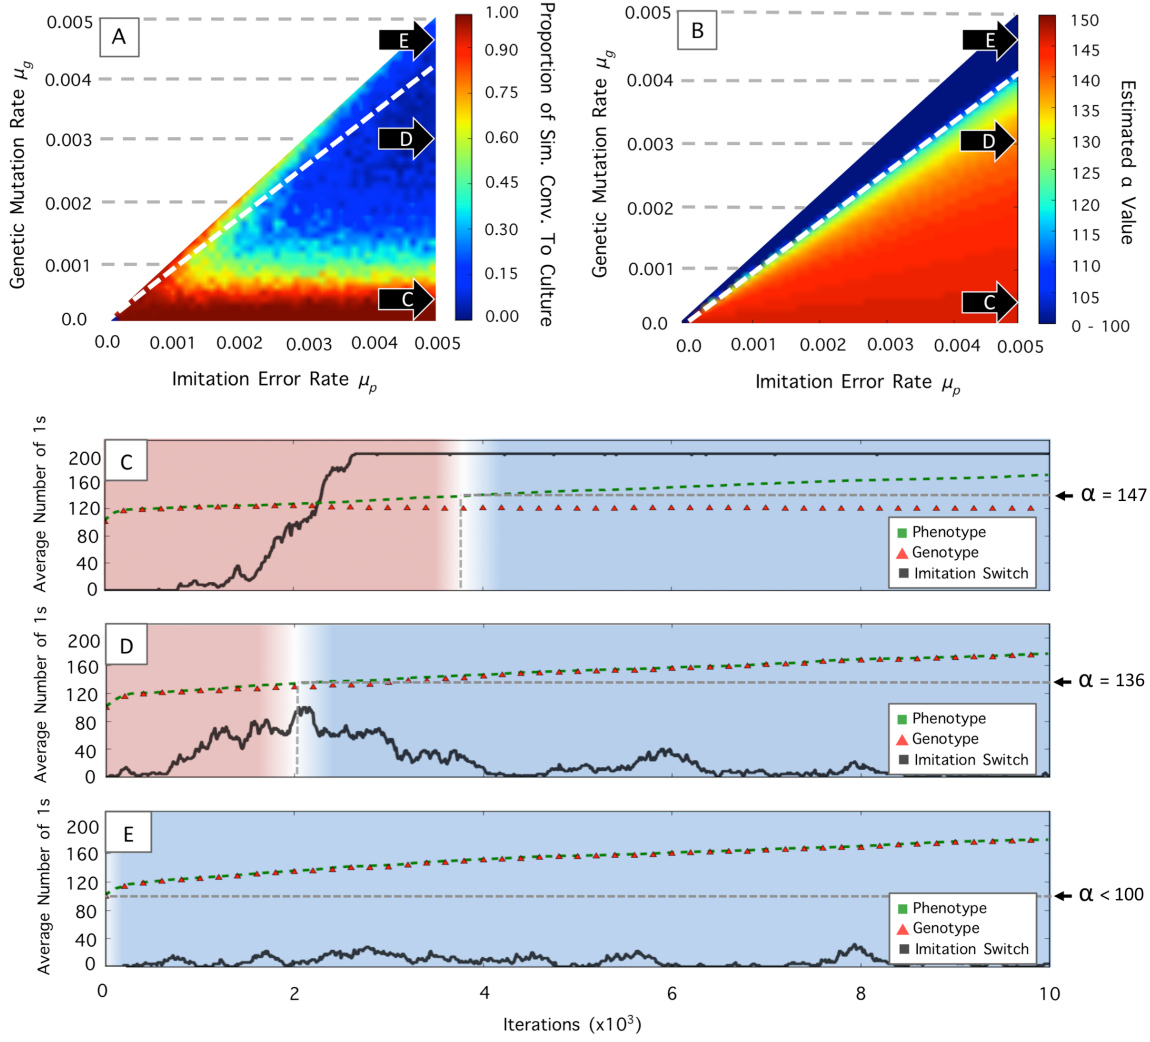 A
Genetic Mutation Rate μg
0.005
0.004
0.003
0.002
0.001
0.0
E
D
C
0.0 0.001 0.002 0.003 0.004 0.005
Imitation Error Rate μp
1.00
0.90
0.75
0.60
0.45
0.30
0.15
0.00
Proportion of Sim. Conv. To Culture
B
Genetic Mutation Rate μg
0.005
0.004
0.003
0.002
0.001
0.0
E
D
C
0.0 0.001 0.002 0.003 0.004 0.005
Imitation Error Rate μp
150
145
140
135
130
125
120
115
110
105
0 - 100
Estimated α Value
C
Average Number of 1s
200
160
120
80
40
0
α = 147
Phenotype
Genotype
Imitation Switch
D
Average Number of 1s
200
160
120
80
40
0
α = 136
Phenotype
Genotype
Imitation Switch
E
Average Number of 1s
200
160
120
80
40
0
α < 100
Phenotype
Genotype
Imitation Switch
0 2 4 6 8 10
Iterations (x10³)